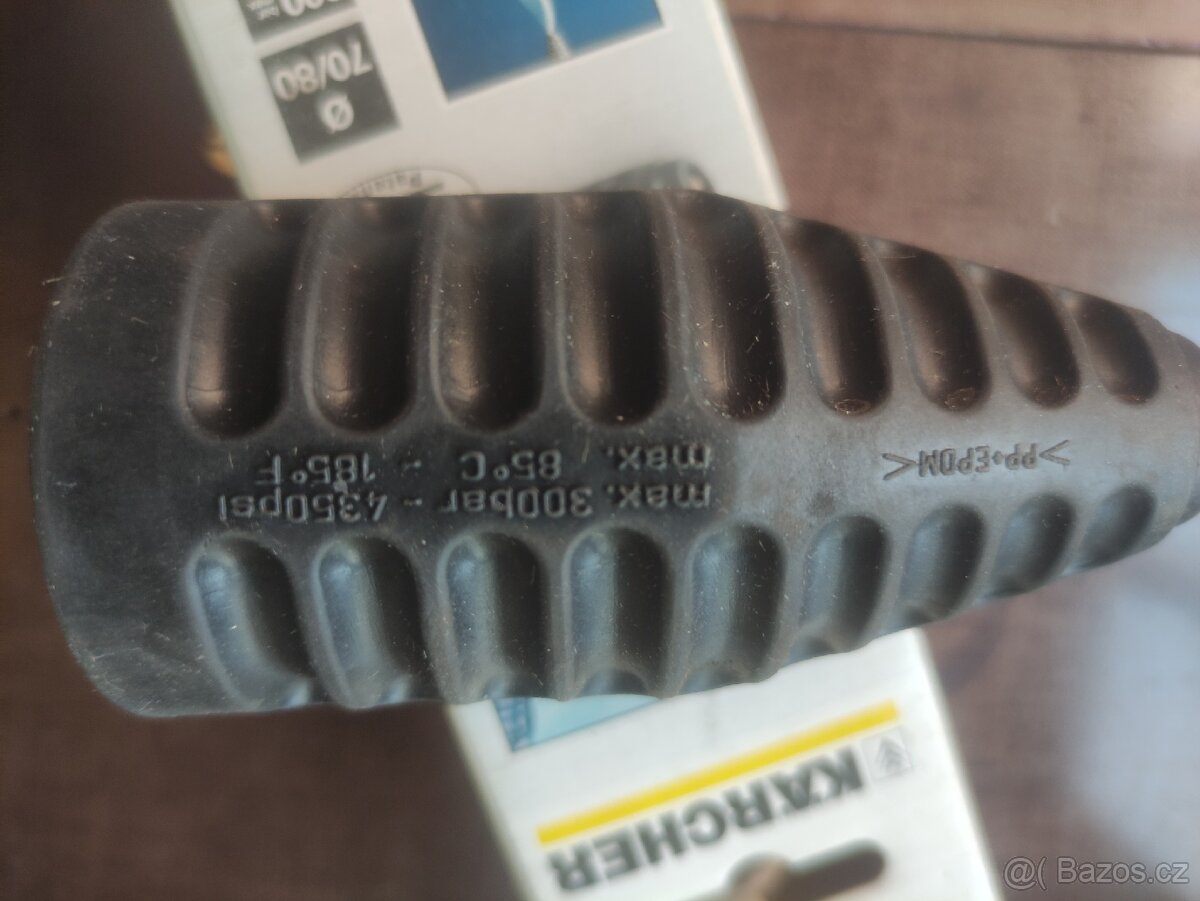 max. 300bar - 4350psi
max. 85°C - 185°F
>PP+EPDM<
KÄRCHER
Ø
70/80
@( Bazos.cz